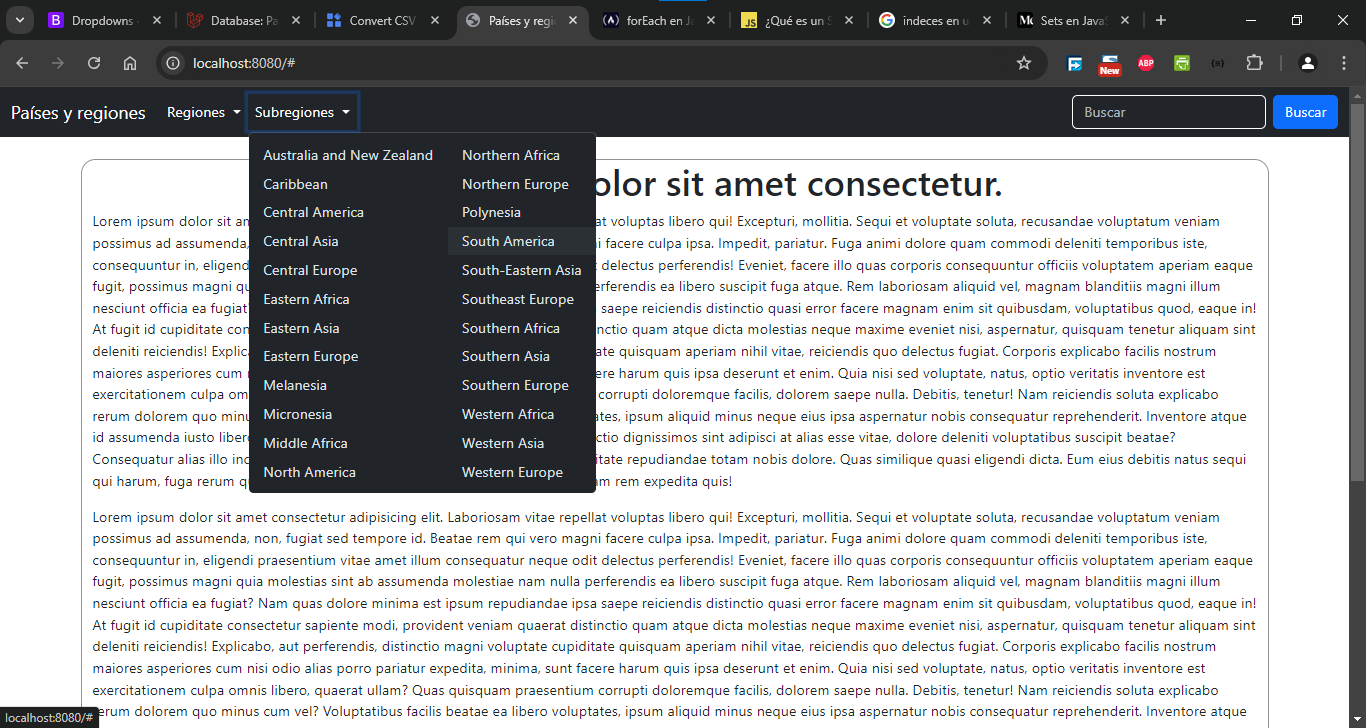 Dropdowns ·
Database: Pa
Convert CSV
Países y regio
forEach en Ja
JS
¿Qué es un S
indeces en u
Sets en JavaS
localhost:8080/#
ABP
New
Países y regiones
Regiones
Subregiones
Buscar
Buscar
Australia and New Zealand
Caribbean
Central America
Central Asia
Central Europe
Eastern Africa
Eastern Asia
Eastern Europe
Melanesia
Micronesia
Middle Africa
North America
Northern Africa
Northern Europe
Polynesia
South America
South-Eastern Asia
Southeast Europe
Southern Africa
Southern Asia
Southern Europe
Western Africa
Western Asia
Western Europe
olor sit amet consectetur.
Lorem ipsum dolor sit am at voluptas libero qui! Excepturi, mollitia. Sequi et voluptate soluta, recusandae voluptatum veniam
possimus ad assumenda, ni facere culpa ipsa. Impedit, pariatur. Fuga animi dolore quam commodi deleniti temporibus iste,
consequuntur in, eligend t delectus perferendis! Eveniet, facere illo quas corporis consequuntur officiis voluptatem aperiam eaque
fugit, possimus magni qu erferendis ea libero suscipit fuga atque. Rem laboriosam aliquid vel, magnam blanditiis magni illum
nesciunt officia ea fugiat? saepe reiciendis distinctio quasi error facere magnam enim sit quibusdam, voluptatibus quod, eaque in!
At fugit id cupiditate con nctio quam atque dicta molestias neque maxime eveniet nisi, aspernatur, quisquam tenetur aliquam sint
deleniti reiciendis! Explica ate quisquam aperiam nihil vitae, reiciendis quo delectus fugiat. Corporis explicabo facilis nostrum
maiores asperiores cum n ere harum quis ipsa deserunt et enim. Quia nisi sed voluptate, natus, optio veritatis inventore est
exercitationem culpa om corrupti doloremque facilis, dolorem saepe nulla. Debitis, tenetur! Nam reiciendis soluta explicabo
rerum dolorem quo minu ates, ipsum aliquid minus neque eius ipsa aspernatur nobis consequatur reprehenderit. Inventore atque
id assumenda iusto liber ctio dignissimos sint adipisci at alias esse vitae, dolore deleniti voluptatibus suscipit beatae?
Consequatur alias illo inc itate repudiandae totam nobis dolore. Quas similique quasi eligendi dicta. Eum eius debitis natus sequi
qui harum, fuga rerum q am rem expedita quis!
Lorem ipsum dolor sit amet consectetur adipisicing elit. Laboriosam vitae repellat voluptas libero qui! Excepturi, mollitia. Sequi et voluptate soluta, recusandae voluptatum veniam
possimus ad assumenda, non, fugiat sed tempore id. Beatae rem qui vero magni facere culpa ipsa. Impedit, pariatur. Fuga animi dolore quam commodi deleniti temporibus iste,
consequuntur in, eligendi praesentium vitae amet illum consequatur neque odit delectus perferendis! Eveniet, facere illo quas corporis consequuntur officiis voluptatem aperiam eaque
fugit, possimus magni quia molestias sint ab assumenda molestiae nam nulla perferendis ea libero suscipit fuga atque. Rem laboriosam aliquid vel, magnam blanditiis magni illum
nesciunt officia ea fugiat? Nam quas dolore minima est ipsum repudiandae ipsa saepe reiciendis distinctio quasi error facere magnam enim sit quibusdam, voluptatibus quod, eaque in!
At fugit id cupiditate consectetur sapiente modi, provident veniam quaerat distinctio quam atque dicta molestias neque maxime eveniet nisi, aspernatur, quisquam tenetur aliquam sint
deleniti reiciendis! Explicabo, aut perferendis, distinctio magni voluptate cupiditate quisquam aperiam nihil vitae, reiciendis quo delectus fugiat. Corporis explicabo facilis nostrum
maiores asperiores cum nisi odio alias porro pariatur expedita, minima, sunt facere harum quis ipsa deserunt et enim. Quia nisi sed voluptate, natus, optio veritatis inventore est
exercitationem culpa omnis libero, quaerat ullam? Quas quisquam praesentium corrupti doloremque facilis, dolorem saepe nulla. Debitis, tenetur! Nam reiciendis soluta explicabo
rerum dolorem quo minus cum vel? Voluptatibus facilis beatae ea libero voluptates, ipsum aliquid minus neque eius ipsa aspernatur nobis consequatur reprehenderit. Inventore atque
localhost:8080/#